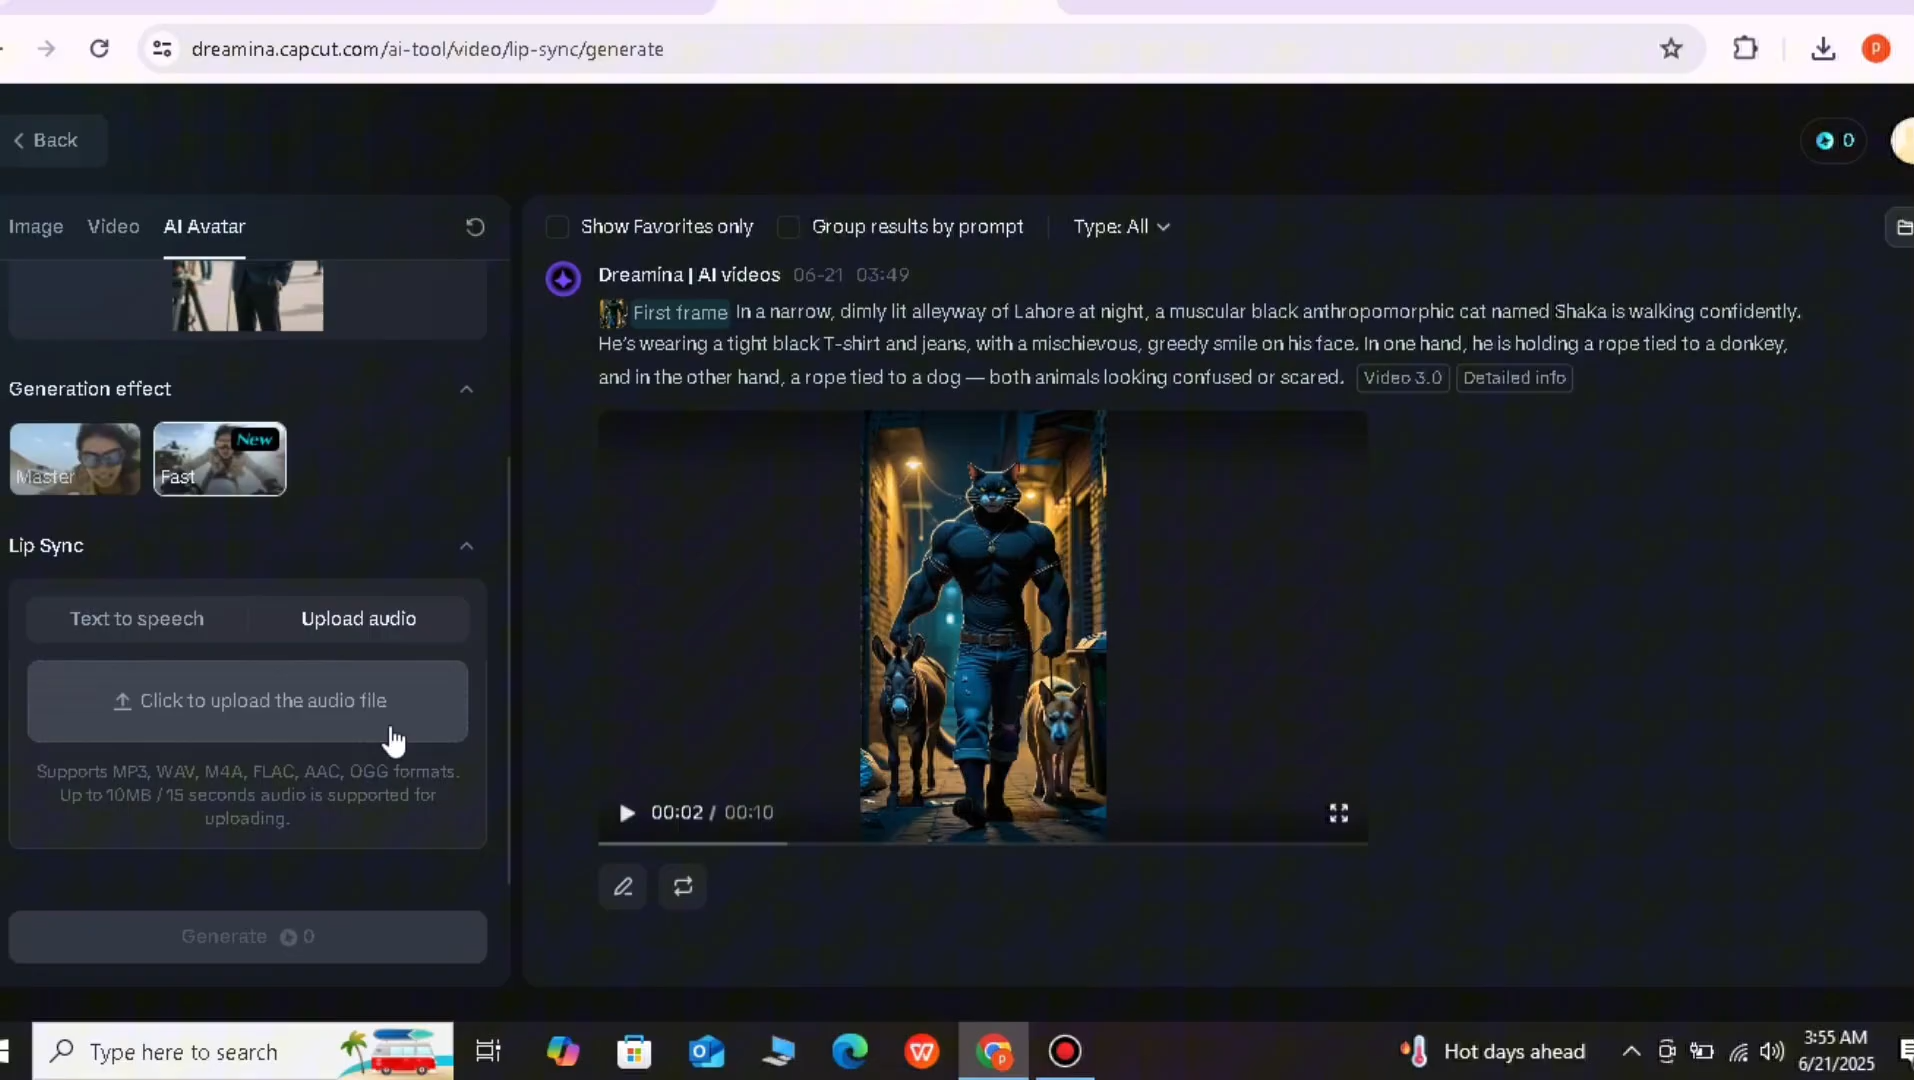 dreamina.capcut.com/ai-tool/video/lip-sync/generate
P
Back
0
Image Video AI Avatar
Show Favorites only Group results by prompt Type: All
Dreamina | AI videos 06-21 03:49
First frame In a narrow, dimly lit alleyway of Lahore at night, a muscular black anthropomorphic cat named Shaka is walking confidently.
He's wearing a tight black T-shirt and jeans, with a mischievous, greedy smile on his face. In one hand, he is holding a rope tied to a donkey,
and in the other hand, a rope tied to a dog — both animals looking confused or scared. Video 3.0 Detailed info
Generation effect
New
Master Fast
Lip Sync
Text to speech Upload audio
Click to upload the audio file
Supports MP3, WAV, M4A, FLAC, AAC, OGG formats.
Up to 10MB / 15 seconds audio is supported for
uploading.
00:02 / 00:10
Generate 0
Type here to search
Hot days ahead
3:55 AM
6/21/2025